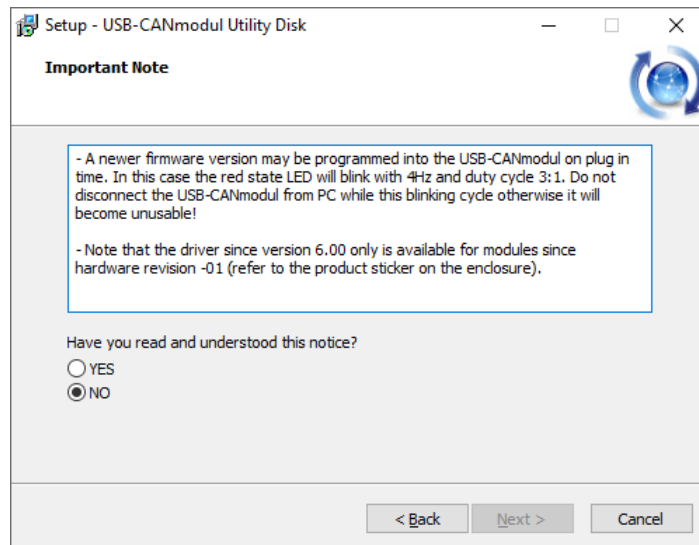 Setup - USB-CANmodul Utility Disk
Important Note
- A newer firmware version may be programmed into the USB-CANmodul on plug in
time. In this case the red state LED will blink with 4Hz and duty cycle 3:1. Do not
disconnect the USB-CANmodul from PC while this blinking cycle otherwise it will
become unusable!
- Note that the driver since version 6.00 only is available for modules since
hardware revision -01 (refer to the product sticker on the enclosure).
Have you read and understood this notice?
YES
NO
< Back
Next >
Cancel